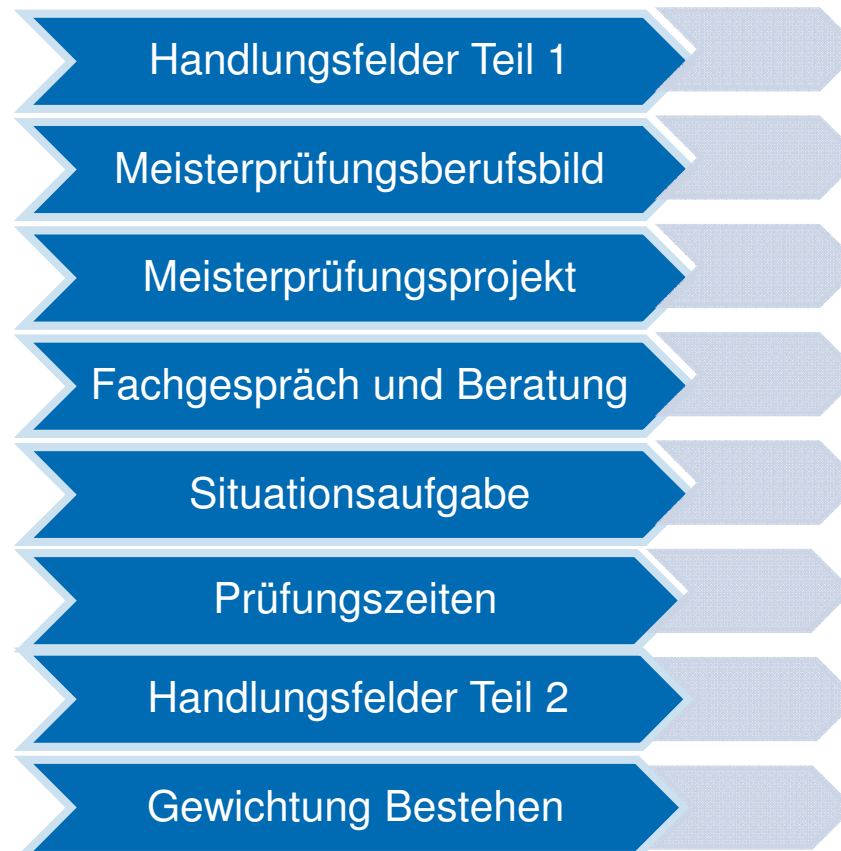 Handlungsfelder Teil 1
Meisterprüfungsberufsbild
Meisterprüfungsprojekt
Fachgespräch und Beratung
Situationsaufgabe
Prüfungszeiten
Handlungsfelder Teil 2
Gewichtung Bestehen